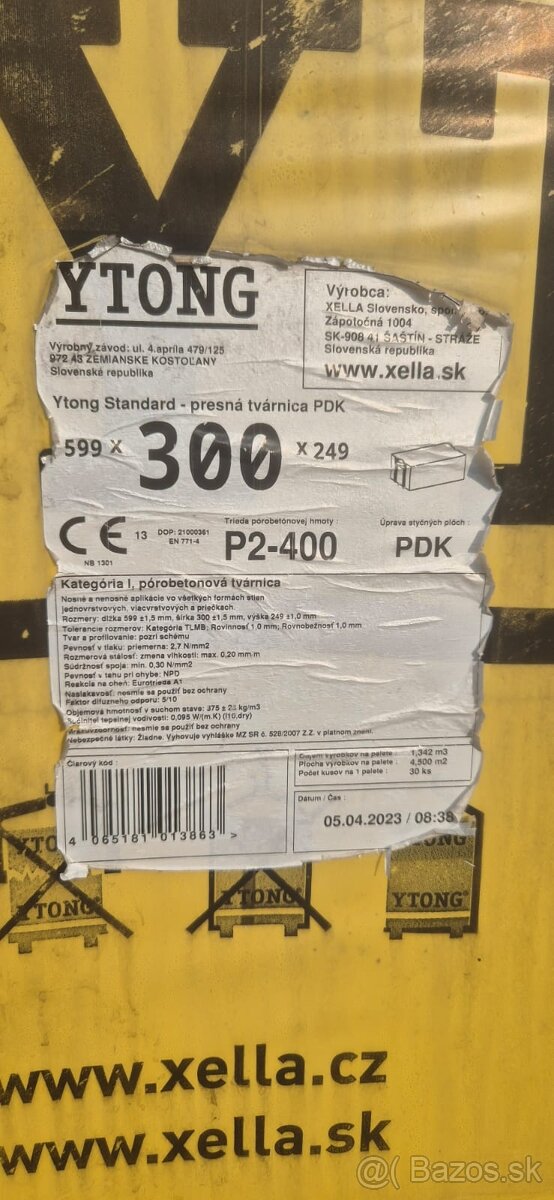 YTONG
Výrobný závod: ul. 4.apríla 479/125
972 43 ZEMIANSKE KOSTOĽANY
Slovenská republika
Výrobca:
XELLA Slovensko,
Zápotočná 1004
SK-908 41 ŠAŠTÍN - STRÁŽE
Slovenská republika
www.xella.sk
Ytong Standard - presná tvárnica PDK
599 x 300 x 249
CE 13
NB 1301
DOP: 21000361
EN 771-4
Trieda pórobetónovej hmoty :
P2-400
Úprava styčných plôch :
PDK
Kategória I, pórobetonová tvárnica
Nosné a nenosné aplikácie vo všetkých formách stien
jednovrstvových, viacvrstvových a priečkach.
Rozmery: dĺžka 599 ±1,5 mm, šírka 300 ±1,5 mm, výška 249 ±1,0 mm
Tolerancie rozmerov: Kategória TLMB; Rovinnosť 1,0 mm; Rovnobežnosť 1,0 mm
Tvar a profilovanie: pozri schému
Pevnosť v tlaku: priemerna: 2,7 N/mm2
Rozmerová stálosť: zmena vlhkosti: max. 0,20 mm m
Súdržnosť spoja: min. 0,30 N/mm2
Pevnosť v ťahu pri ohybe: NPD
Reakcia na oheň: Eurotrieda A1
Nasiakavosť: nesmie sa použiť bez ochrany
Faktor difuzneho odporu: 5/10
Objemová hmotnosť v suchom stave: 375 ± kg/m3
Súčiniteľ tepelnej vodivosti: 0,095 W/(m.K) (I10,dry)
Mrazuvzdornosť: nesmie sa použiť bez ochrany
Nebezpečné látky: Žiadne. Vyhovuje vyhláške MZ SR č. 528/2007 Z.Z. v platnom znení.
Čiarový kód :
4 065181 013863 >
Objem výrobkov na palete : 1,342 m3
Plocha výrobkov na palete : 4,500 m2
Počet kusov na 1 palete : 30 ks
Dátum / Čas :
05.04.2023 / 08:38
YTONG
YTONG
YTONG
www.xella.cz
www.xella.sk
@( Bazos.sk